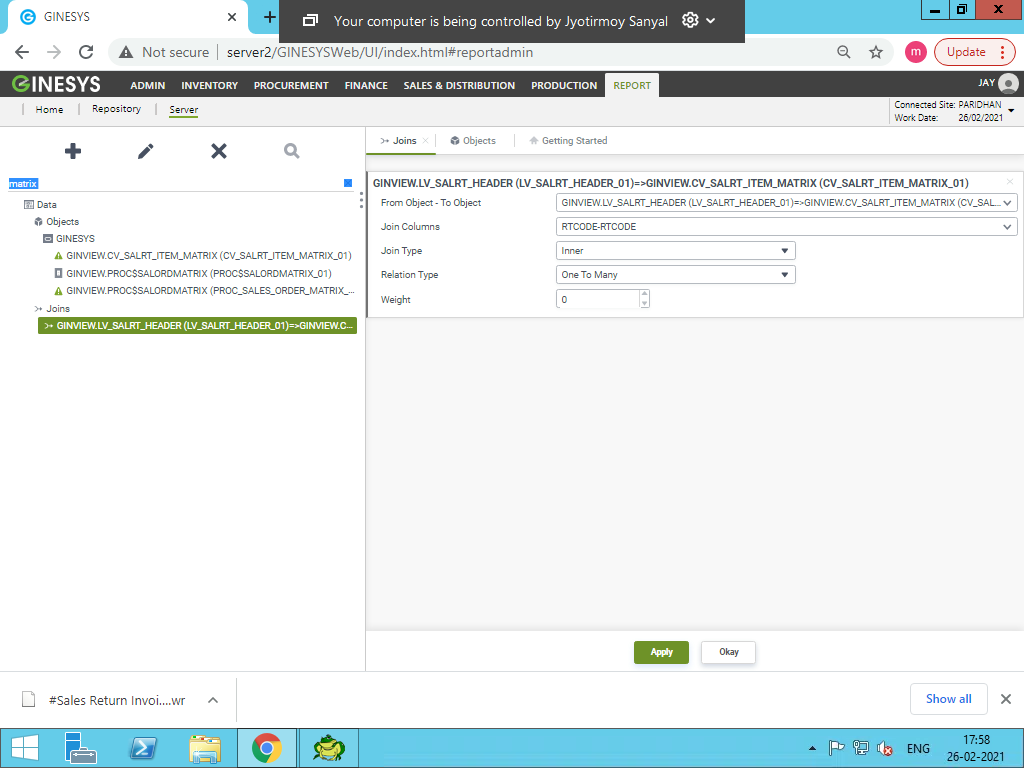 GINESYS
Your computer is being controlled by Jyotirmoy Sanyal
Not secure
server2/GINESYSWeb/UI/index.html#reportadmin
m
Update
GINESYS
ADMIN
INVENTORY
PROCUREMENT
FINANCE
SALES & DISTRIBUTION
PRODUCTION
REPORT
JAY
Home
Repository
Server
Connected Site: PARIDHAN
Work Date: 26/02/2021
Joins
Objects
Getting Started
matrix
Data
Objects
GINESYS
GINVIEW.CV_SALRT_ITEM_MATRIX (CV_SALRT_ITEM_MATRIX_01)
GINVIEW.PROC$SALORDMATRIX (PROC$SALORDMATRIX_01)
GINVIEW.PROC$SALORDMATRIX (PROC_SALES_ORDER_MATRIX_...
Joins
GINVIEW.LV_SALRT_HEADER (LV_SALRT_HEADER_01)=>GINVIEW.C...
GINVIEW.LV_SALRT_HEADER (LV_SALRT_HEADER_01)=>GINVIEW.CV_SALRT_ITEM_MATRIX (CV_SALRT_ITEM_MATRIX_01)
From Object - To Object
GINVIEW.LV_SALRT_HEADER (LV_SALRT_HEADER_01)=>GINVIEW.CV_SALRT_ITEM_MATRIX (CV_SAL...
Join Columns
RTCODE-RTCODE
Join Type
Inner
Relation Type
One To Many
Weight
0
Apply
Okay
#Sales Return Invoi....wr
Show all
ENG
17:58
26-02-2021